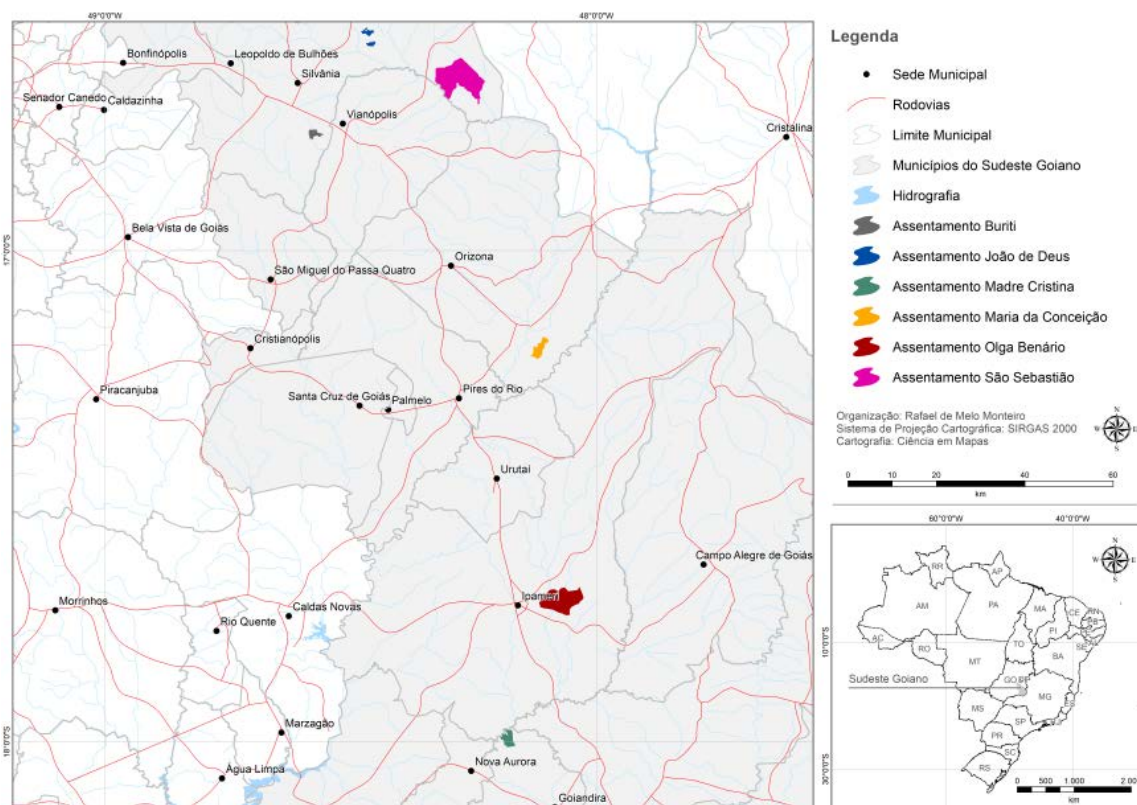 49°0'0"W
48°0'0"W
Bonfinópolis
Leopoldo de Bulhões
Silvânia
Senador Canedo
Caldazinha
Vianópolis
Cristalina
17°0'0"S
Bela Vista de Goiás
Orizona
São Miguel do Passa Quatro
Cristianópolis
Piracanjuba
Santa Cruz de Goiás
Palmelo
Pires do Rio
Urutaí
Campo Alegre de Goiás
Morrinhos
Rio Quente
Caldas Novas
Ipameri
Marzagão
18°0'0"S
Água Limpa
Nova Aurora
Goiandira
Legenda
Sede Municipal
Rodovias
Limite Municipal
Municípios do Sudeste Goiano
Hidrografia
Assentamento Buriti
Assentamento João de Deus
Assentamento Madre Cristina
Assentamento Maria da Conceição
Assentamento Olga Benário
Assentamento São Sebastião
Organização: Rafael de Melo Monteiro
Sistema de Projeção Cartográfica: SIRGAS 2000
Cartografia: Ciência em Mapas
N
W E
S
0 10 20 40 60
km
60°0'0"W 40°0'0"W
N
W E
S
RR AP
AM PA MA CE RN
PB
PI
AC TO SE
RO BA
10°0'0"S
MT
Sudeste Goiano
GO DF
MG
MS ES
SP RJ
PR
SC
RS
30°0'0"S
0 500 1.000 2.00
km